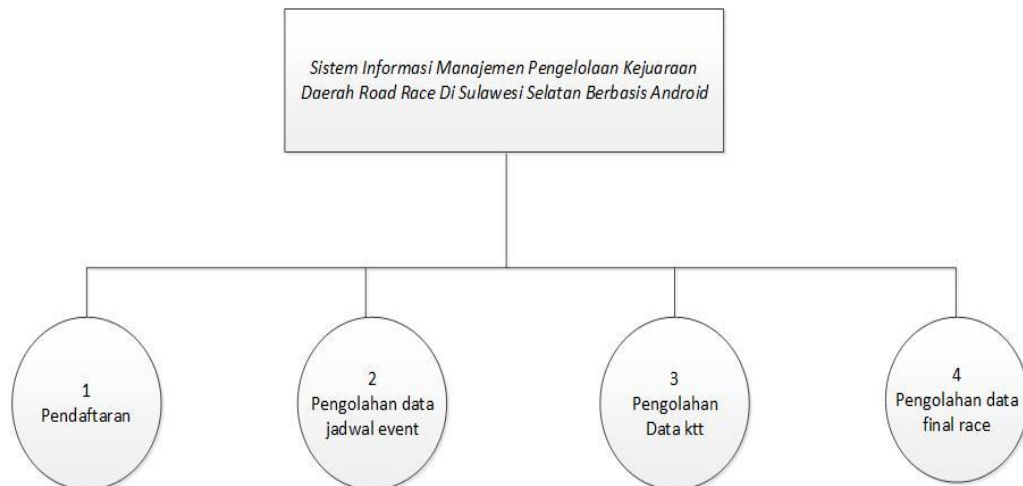 Sistem Informasi Manajemen Pengelolaan Kejuaraan
Daerah Road Race Di Sulawesi Selatan Berbasis Android
1
Pendaftaran
2
Pengolahan data
jadwal event
3
Pengolahan
Data ktt
4
Pengolahan data
final race